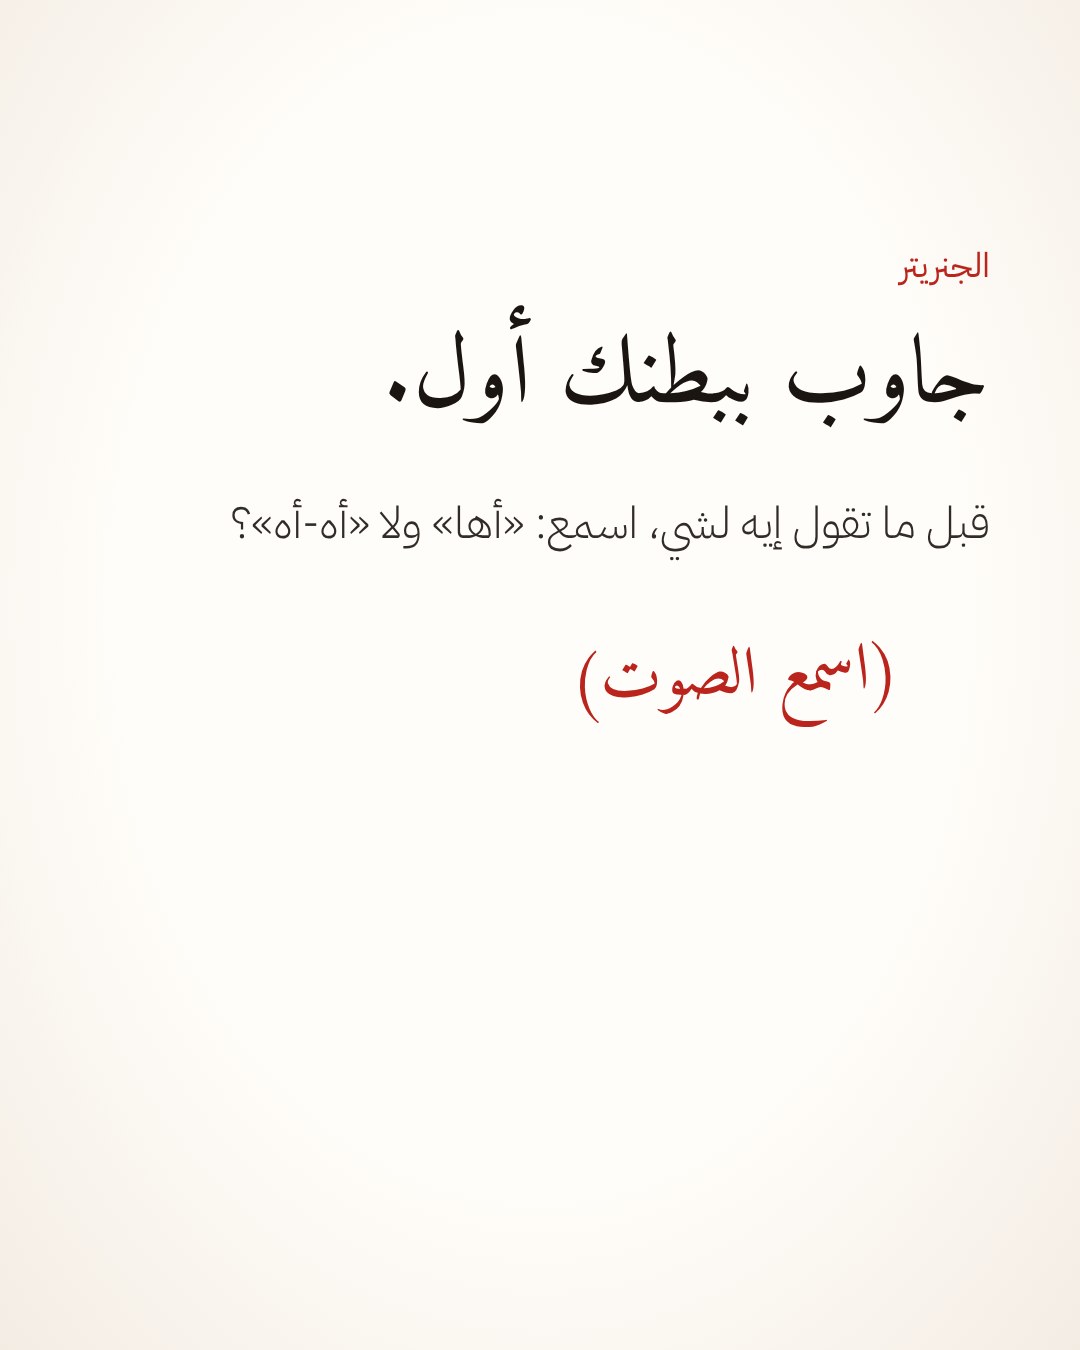 الجنريتر
جاوب ببطنك أول.
قبل ما تقول إيه لشي، اسمع: «أها» ولا «أه-أه»؟
(اسمع الصوت)